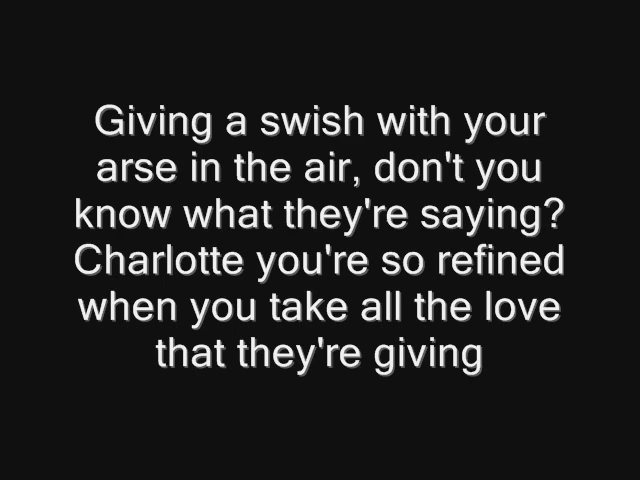 Giving a swish with your
arse in the air, don't you
know what they're saying?
Charlotte you're so refined
when you take all the love
that they're giving